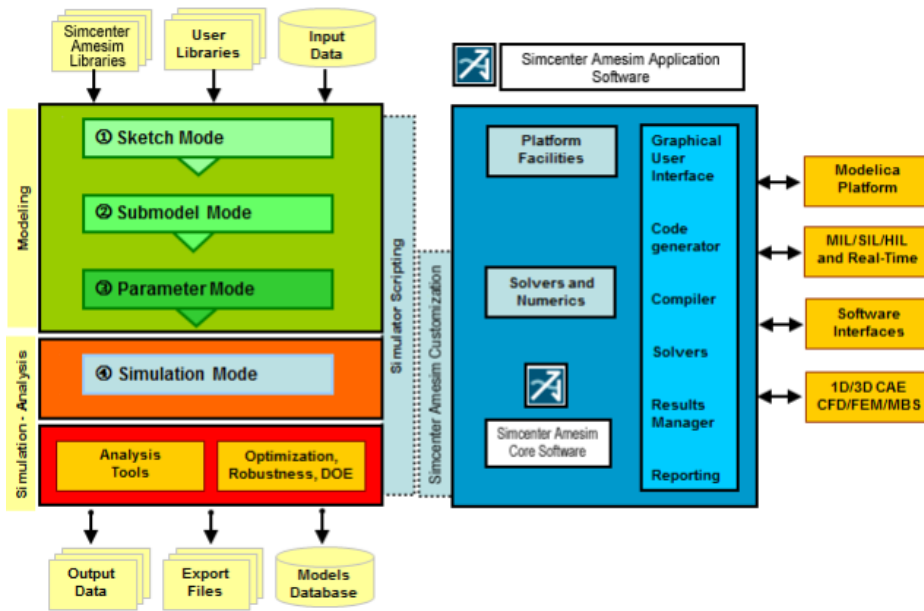 Simcenter
Amesim
Libraries
User
Libraries
Input
Data
Simcenter Amesim Application
Software
Modeling
① Sketch Mode
② Submodel Mode
③ Parameter Mode
Simulation - Analysis
④ Simulation Mode
Analysis
Tools
Optimization,
Robustness, DOE
Simulator Scripting
Simcenter Amesim Customization
Platform
Facilities
Solvers and
Numerics
Simcenter Amesim
Core Software
Graphical
User
Interface
Code
generator
Compiler
Solvers
Results
Manager
Reporting
Modelica
Platform
MIL/SIL/HIL
and Real-Time
Software
Interfaces
1D/3D CAE
CFD/FEM/MBS
Output
Data
Export
Files
Models
Database